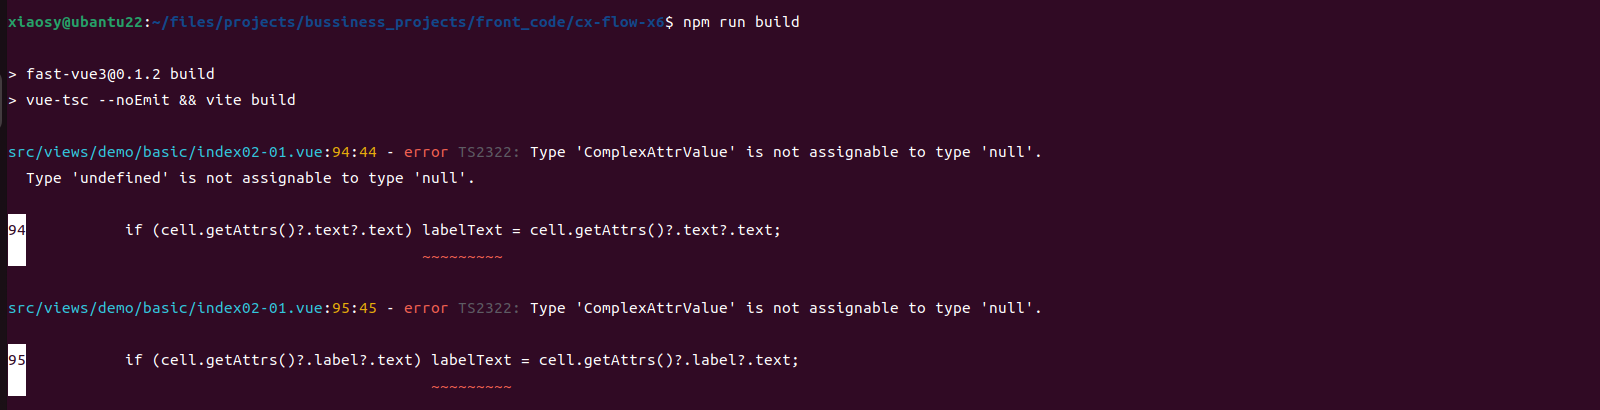 xiaosy@ubantu22:~/files/projects/bussiness_projects/front_code/cx-flow-x6$ npm run build
> fast-vue3@0.1.2 build
> vue-tsc --noEmit && vite build
src/views/demo/basic/index02-01.vue:94:44 - error TS2322: Type 'ComplexAttrValue' is not assignable to type 'null'.
  Type 'undefined' is not assignable to type 'null'.
94           if (cell.getAttrs()?.text?.text) labelText = cell.getAttrs()?.text?.text;
                                              ~~~~~~~~~
src/views/demo/basic/index02-01.vue:95:45 - error TS2322: Type 'ComplexAttrValue' is not assignable to type 'null'.
95           if (cell.getAttrs()?.label?.text) labelText = cell.getAttrs()?.label?.text;
                                               ~~~~~~~~~